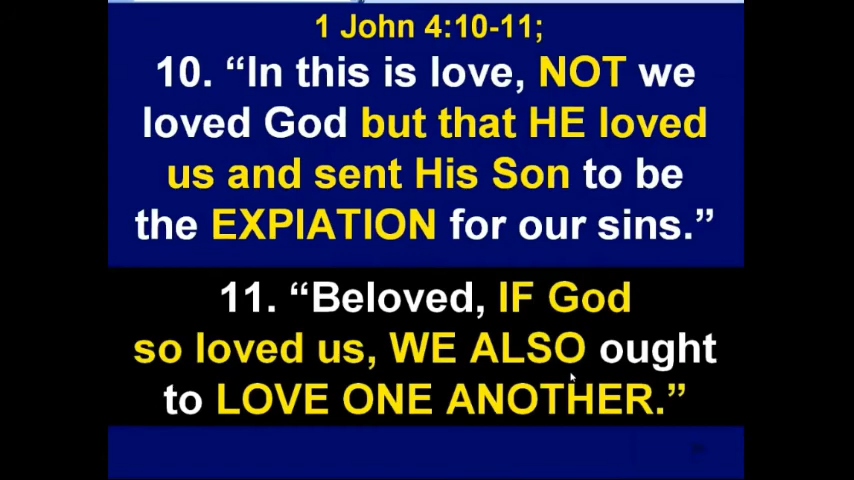 1 John 4:10-11;
10. “In this is love, NOT we
loved God but that HE loved
us and sent His Son to be
the EXPIATION for our sins.”
11. “Beloved, IF God
so loved us, WE ALSO ought
to LOVE ONE ANOTHER.”